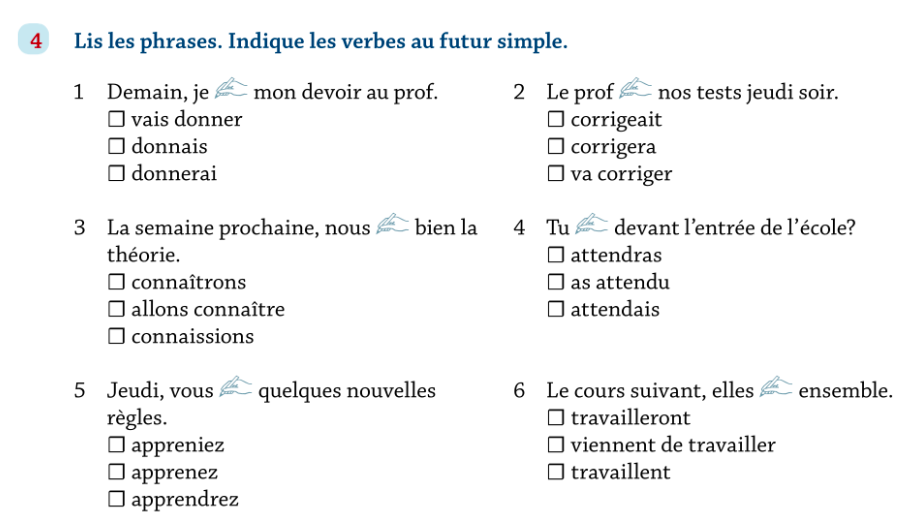 4 Lis les phrases. Indique les verbes au futur simple.
1 Demain, je mon devoir au prof.
☐ vais donner
☐ donnais
☐ donnerai
2 Le prof nos tests jeudi soir.
☐ corrigeait
☐ corrigera
☐ va corriger
3 La semaine prochaine, nous bien la
théorie.
☐ connaîtrons
☐ allons connaître
☐ connaissions
4 Tu devant l'entrée de l'école?
☐ attendras
☐ as attendu
☐ attendais
5 Jeudi, vous quelques nouvelles
règles.
☐ appreniez
☐ apprenez
☐ apprendrez
6 Le cours suivant, elles ensemble.
☐ travailleront
☐ viennent de travailler
☐ travaillent